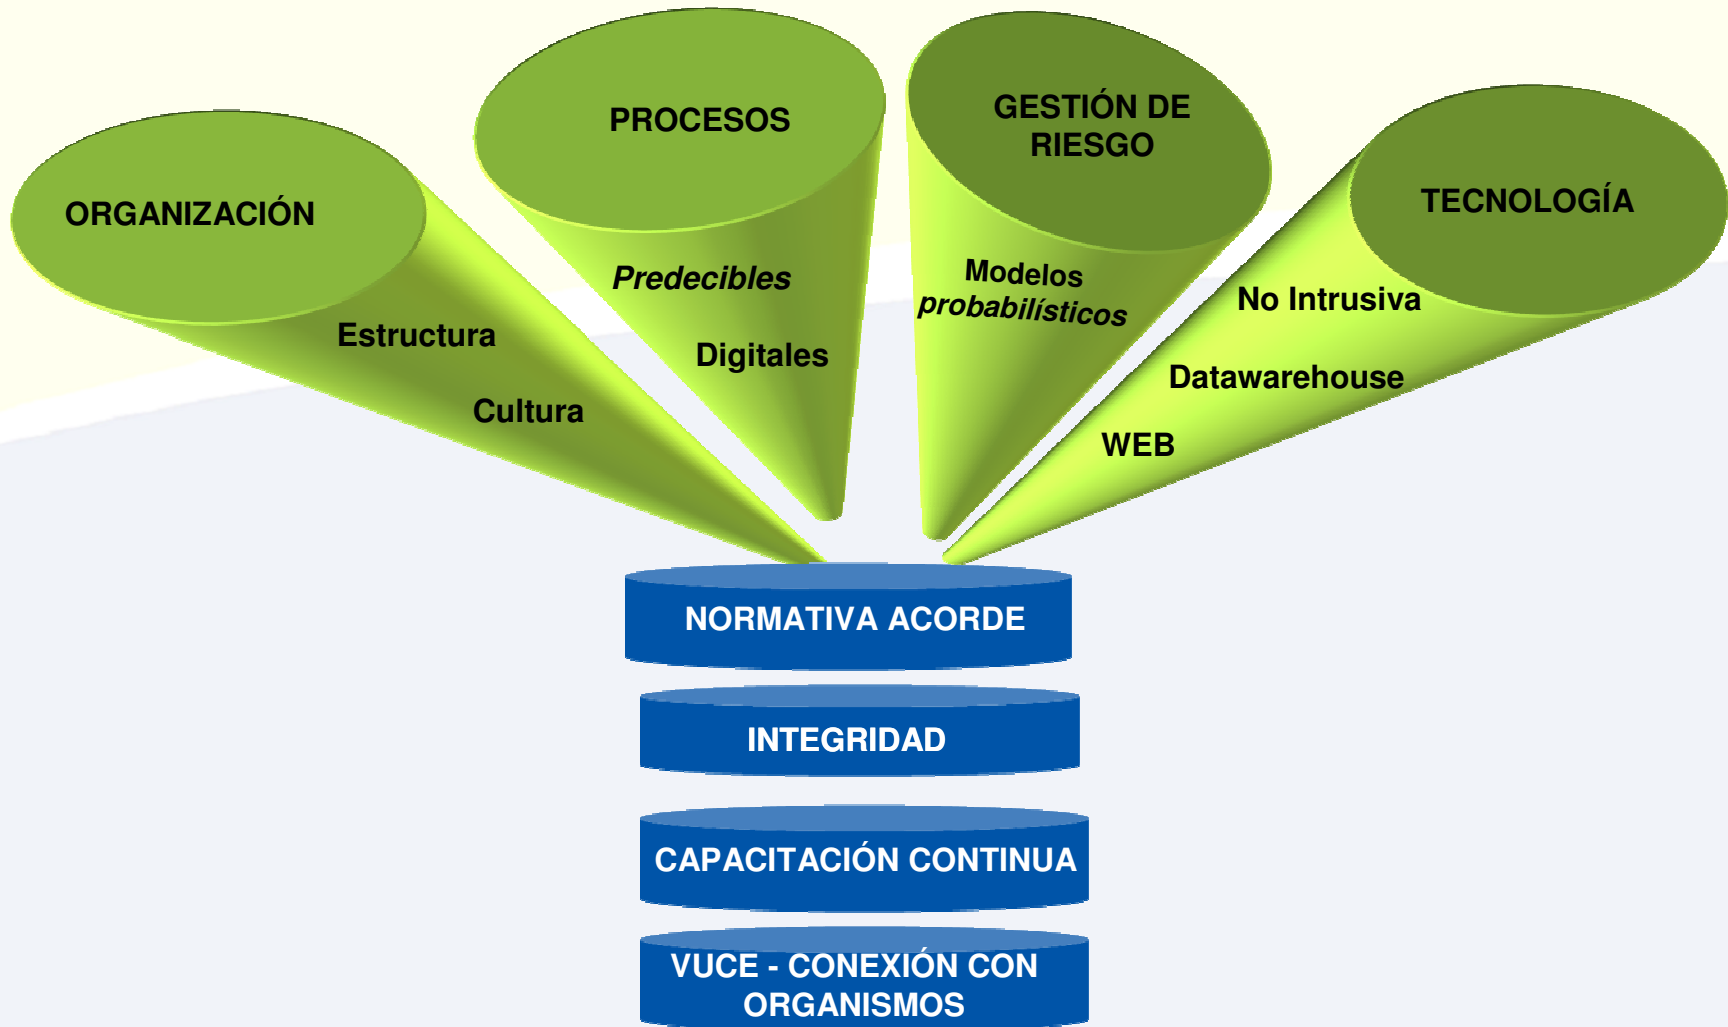 ORGANIZACIÓN
Estructura
Cultura
PROCESOS
Predecibles
Digitales
GESTIÓN DE
RIESGO
Modelos
probabilísticos
TECNOLOGÍA
No Intrusiva
Datawarehouse
WEB
NORMATIVA ACORDE
INTEGRIDAD
CAPACITACIÓN CONTINUA
VUCE - CONEXIÓN CON
ORGANISMOS